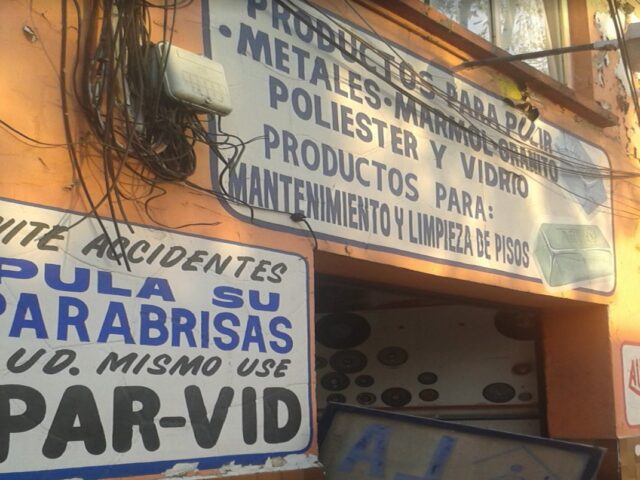 PRODUCTOS PARA PULIR
•METALES•MARMOL•GRANITO
POLIESTER Y VIDRIO
PRODUCTOS PARA:
MANTENIMIENTO Y LIMPIEZA DE PISOS
VITE ACCIDENTES
PULA SU
PARABRISAS
UD. MISMO USE
PAR-VID